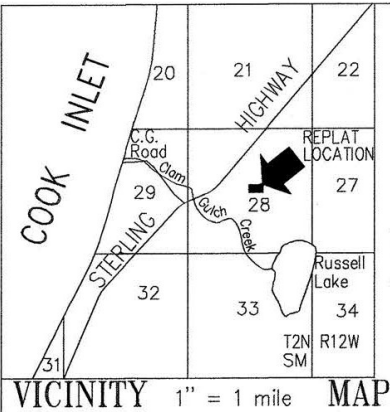 20
21
22
COOK INLET
HIGHWAY
C.G.
Road
REPLAT
LOCATION
Clam
Gulch
Creek
29
28
27
STERLING
32
33
34
Russell
Lake
31
T2N R12W
SM
VICINITY 1" = 1 mile MAP